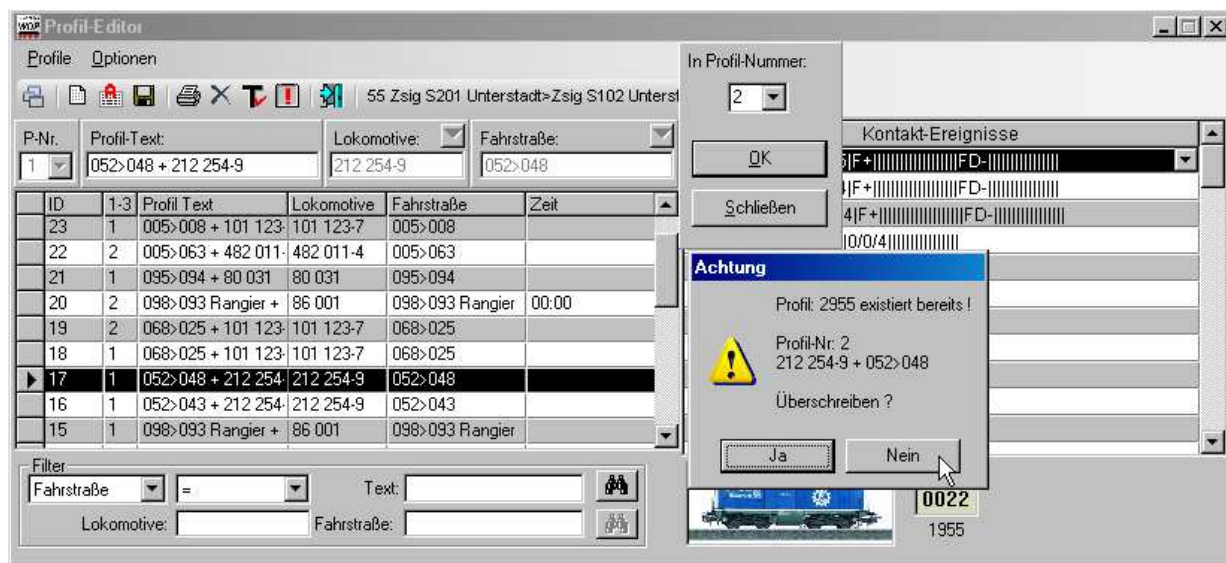 WDP Profil-Editor
Profile Optionen
55 Zsig S201 Unterstadt>Zsig S102 Unterst
In Profil-Nummer:
2
OK
Schließen
P-Nr. Profil-Text: Lokomotive: Fahrstraße:
1 052>048 + 212 254-9 212 254-9 052>048
Kontakt-Ereignisse
|F+||||||||||||||||||FD-|||||||||||||||
|F+||||||||||||||||||FD-|||||||||||||||
4|F+||||||||||||||||||FD-|||||||||||||||
|0/0/4|||||||||||||||
ID 1-3 Profil Text Lokomotive Fahrstraße Zeit
23 1 005>008 + 101 123- 101 123-7 005>008
22 2 005>063 + 482 011- 482 011-4 005>063
21 1 095>094 + 80 031 80 031 095>094
20 2 098>093 Rangier + 86 001 098>093 Rangier 00:00
19 2 068>025 + 101 123- 101 123-7 068>025
18 1 068>025 + 101 123- 101 123-7 068>025
17 1 052>048 + 212 254- 212 254-9 052>048
16 1 052>043 + 212 254- 212 254-9 052>043
15 1 098>093 Rangier + 86 001 098>093 Rangier
Achtung
Profil: 2955 existiert bereits !
Profil-Nr: 2
212 254-9 + 052>048
Überschreiben ?
Ja Nein
Filter
Fahrstraße = Text:
Lokomotive: Fahrstraße:
0022
1955